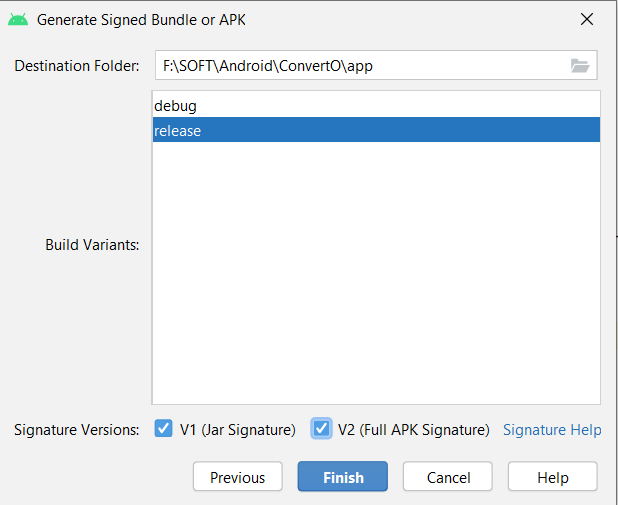 Generate Signed Bundle or APK
Destination Folder: F:\SOFT\Android\ConvertO\app
debug
release
Build Variants:
Signature Versions: V1 (Jar Signature) V2 (Full APK Signature) Signature Help
Previous Finish Cancel Help